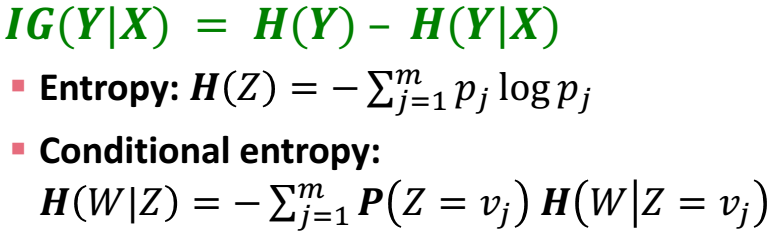 IG(Y|X) = H(Y) – H(Y|X)
▪ Entropy: H(Z) = − ∑_{j=1}^{m} p_j log p_j
▪ Conditional entropy:
H(W|Z) = − ∑_{j=1}^{m} P(Z = v_j) H(W|Z = v_j)